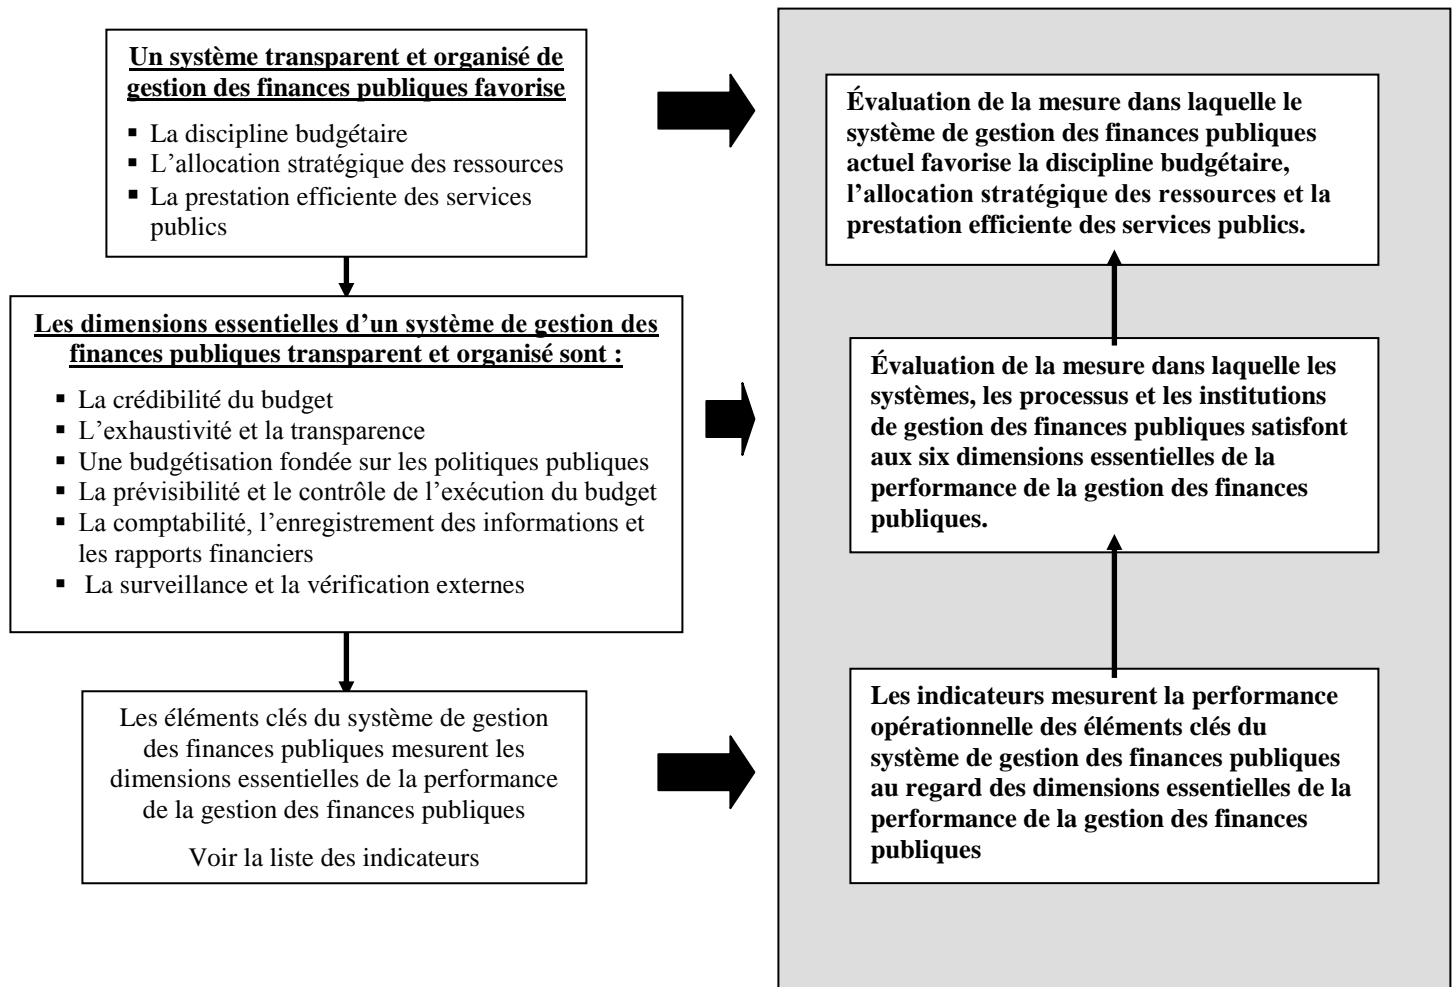 Un système transparent et organisé de
gestion des finances publiques favorise
▪ La discipline budgétaire
▪ L’allocation stratégique des ressources
▪ La prestation efficiente des services
publics
Évaluation de la mesure dans laquelle le
système de gestion des finances publiques
actuel favorise la discipline budgétaire,
l’allocation stratégique des ressources et la
prestation efficiente des services publics.
Les dimensions essentielles d’un système de gestion des
finances publiques transparent et organisé sont :
▪ La crédibilité du budget
▪ L’exhaustivité et la transparence
▪ Une budgétisation fondée sur les politiques publiques
▪ La prévisibilité et le contrôle de l’exécution du budget
▪ La comptabilité, l’enregistrement des informations et
les rapports financiers
▪ La surveillance et la vérification externes
Évaluation de la mesure dans laquelle les
systèmes, les processus et les institutions
de gestion des finances publiques satisfont
aux six dimensions essentielles de la
performance de la gestion des finances
publiques.
Les éléments clés du système de gestion
des finances publiques mesurent les
dimensions essentielles de la performance
de la gestion des finances publiques
Voir la liste des indicateurs
Les indicateurs mesurent la performance
opérationnelle des éléments clés du
système de gestion des finances publiques
au regard des dimensions essentielles de la
performance de la gestion des finances
publiques